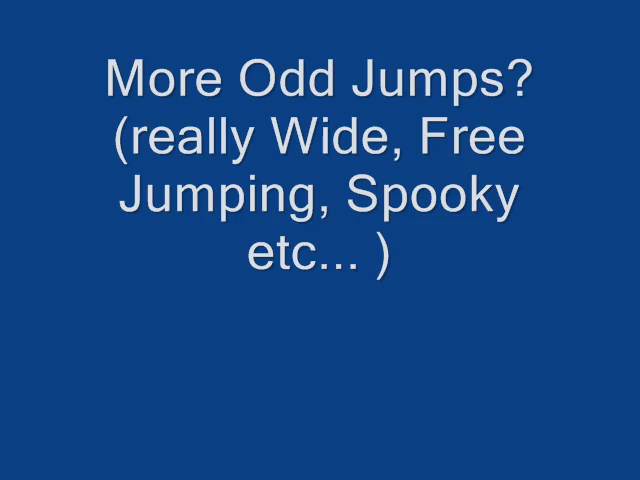 More Odd Jumps?
(really Wide, Free
Jumping, Spooky
etc... )